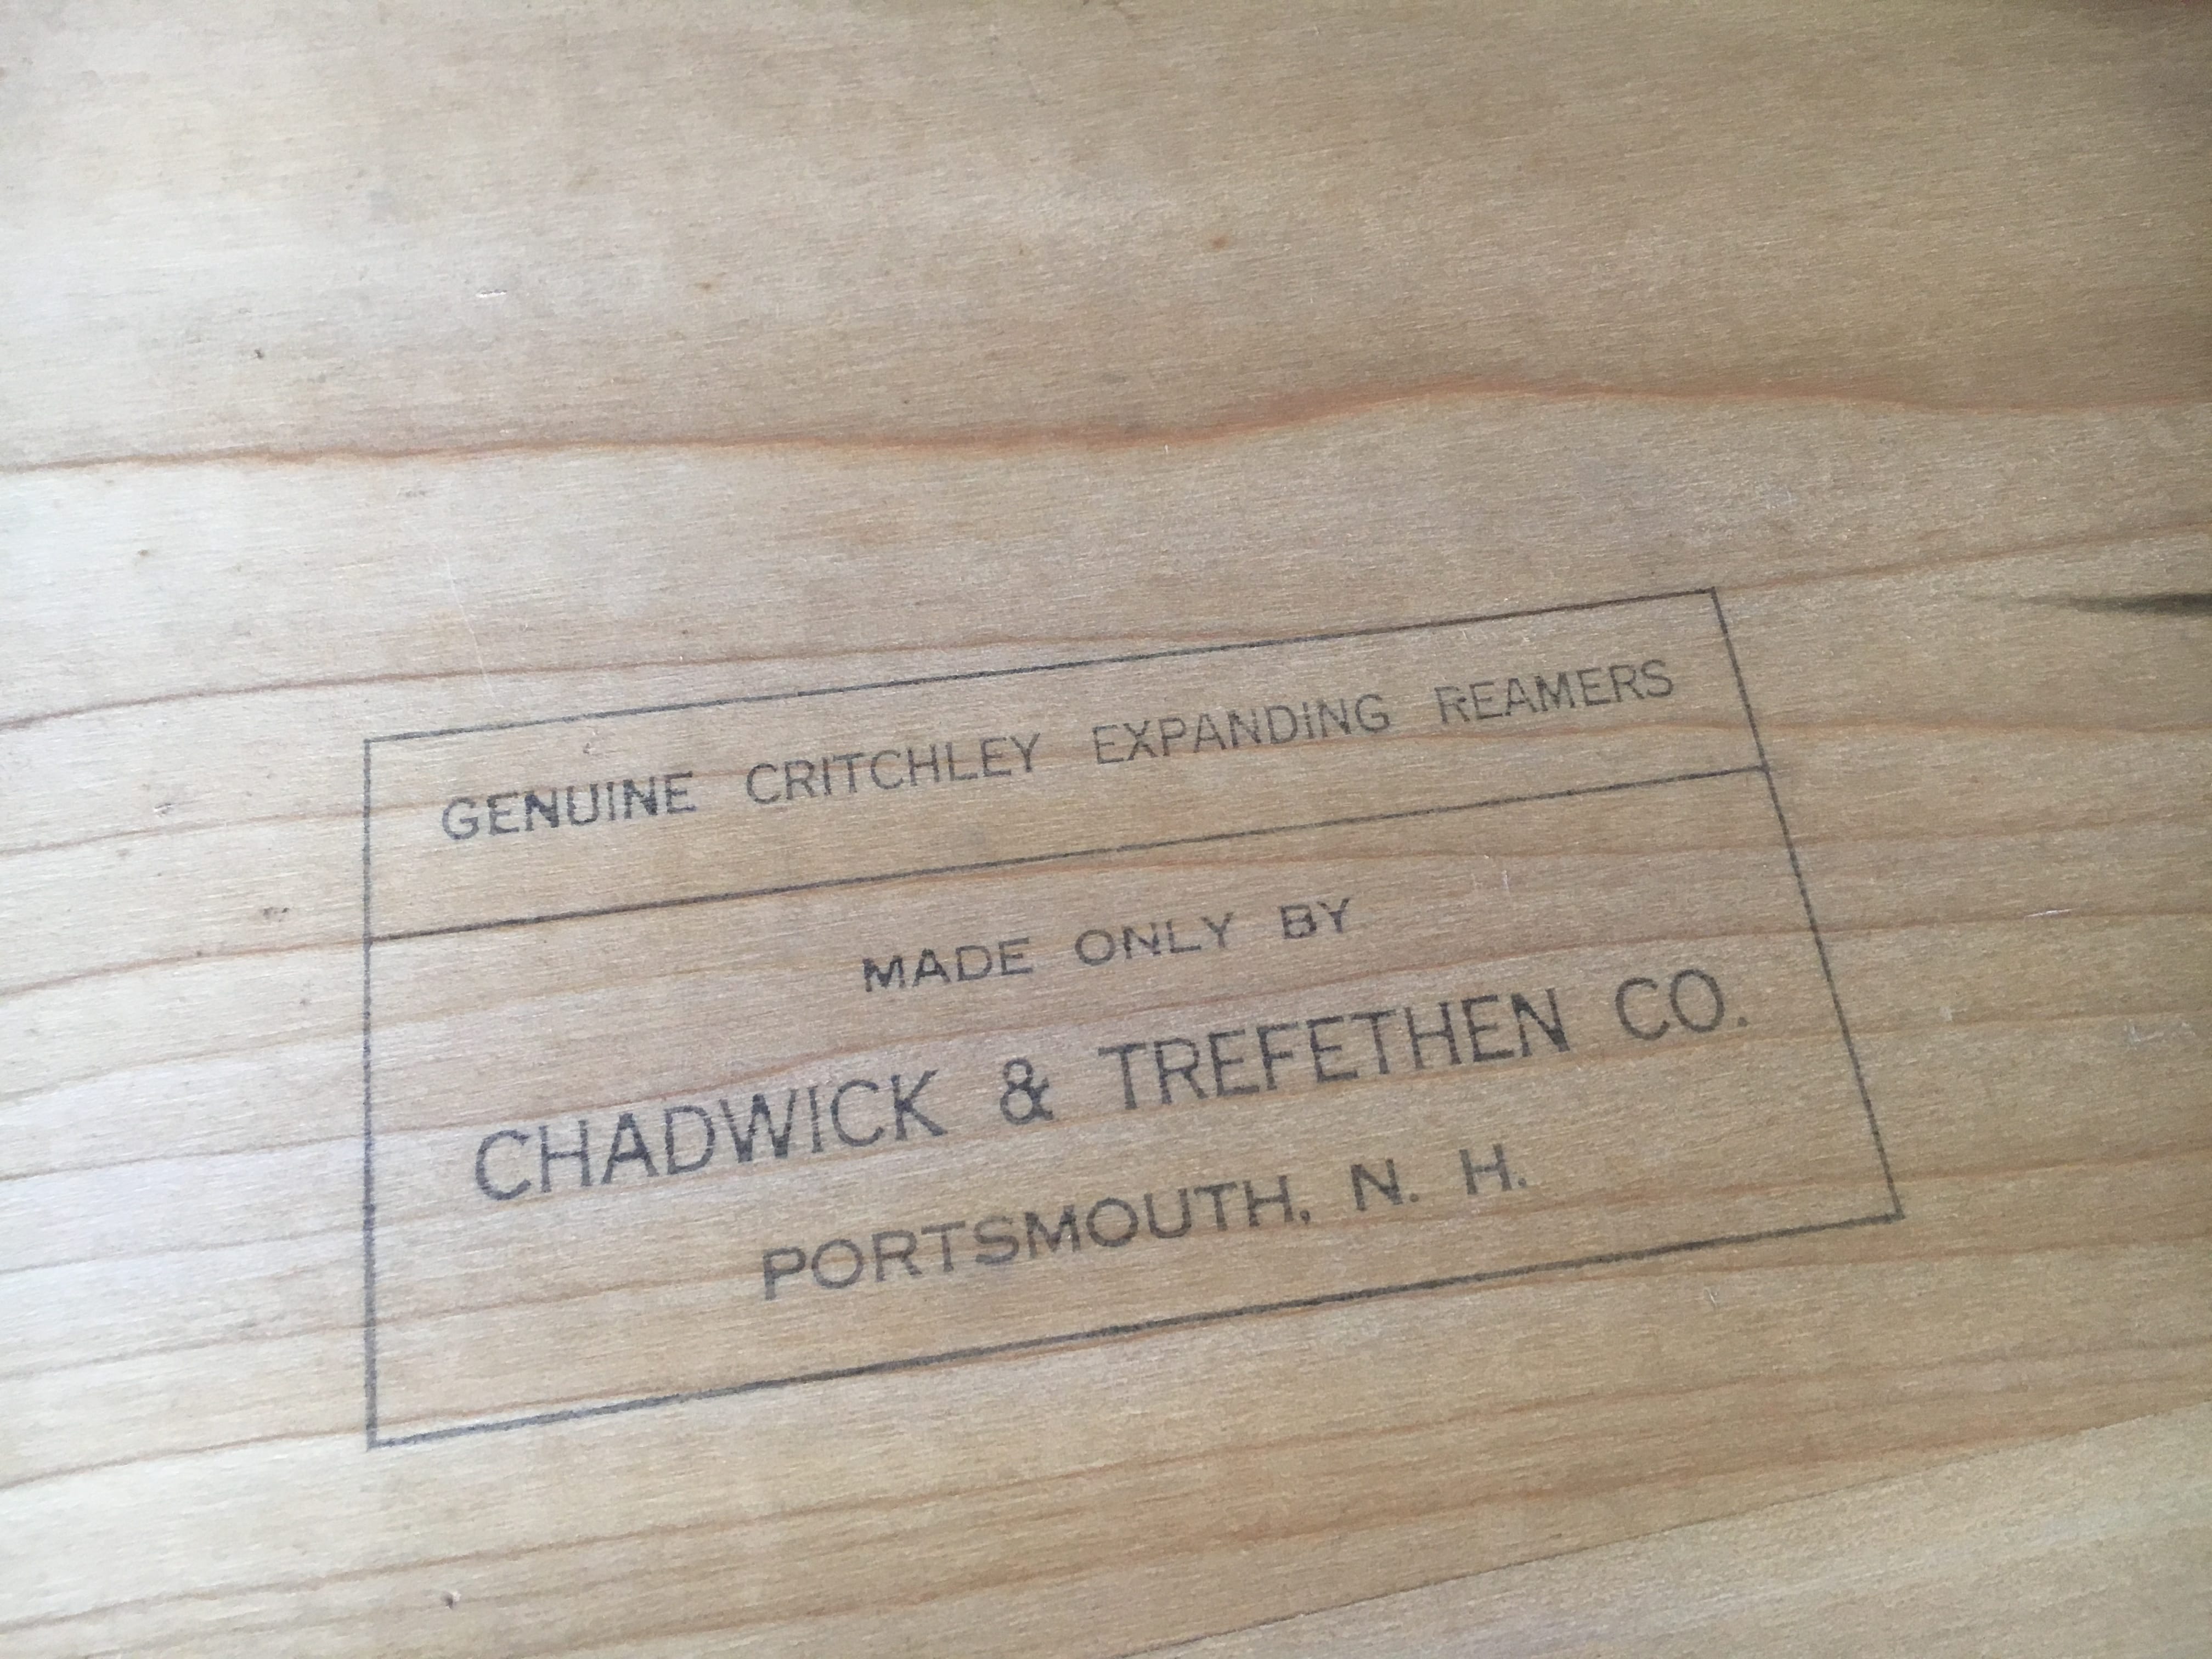 GENUINE CRITCHLEY EXPANDING REAMERS
MADE ONLY BY
CHADWICK & TREFETHEN CO.
PORTSMOUTH, N. H.